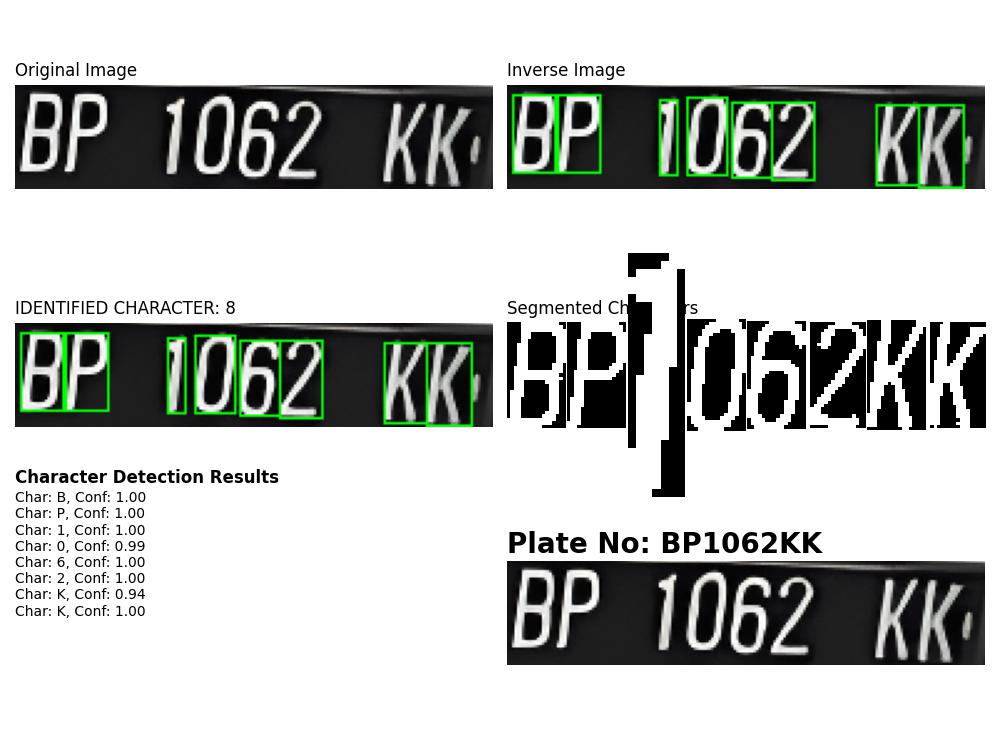 Original Image
BP 1062 KK
Inverse Image
BP 1062 KK
IDENTIFIED CHARACTER: 8
BP 1062 KK
Segmented Ch rs
BP1062KK
Character Detection Results
Char: B, Conf: 1.00
Char: P, Conf: 1.00
Char: 1, Conf: 1.00
Char: 0, Conf: 0.99
Char: 6, Conf: 1.00
Char: 2, Conf: 1.00
Char: K, Conf: 0.94
Char: K, Conf: 1.00
Plate No: BP1062KK
BP 1062 KK